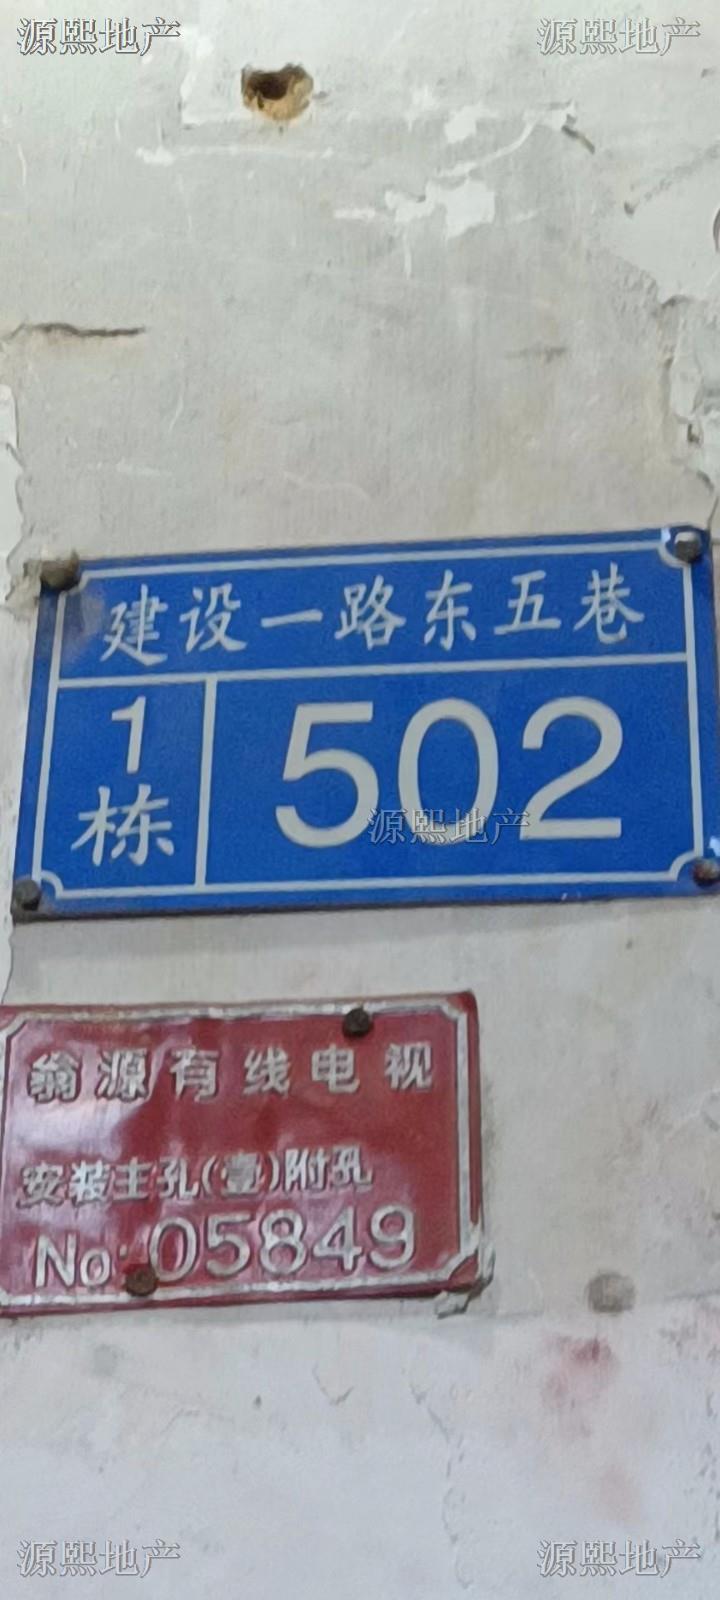 源熙地产 源熙地产
建设一路东五巷
1栋 502
源熙地产
翁源有线电视
安装主孔(壹)附孔
No:05849
源熙地产 源熙地产